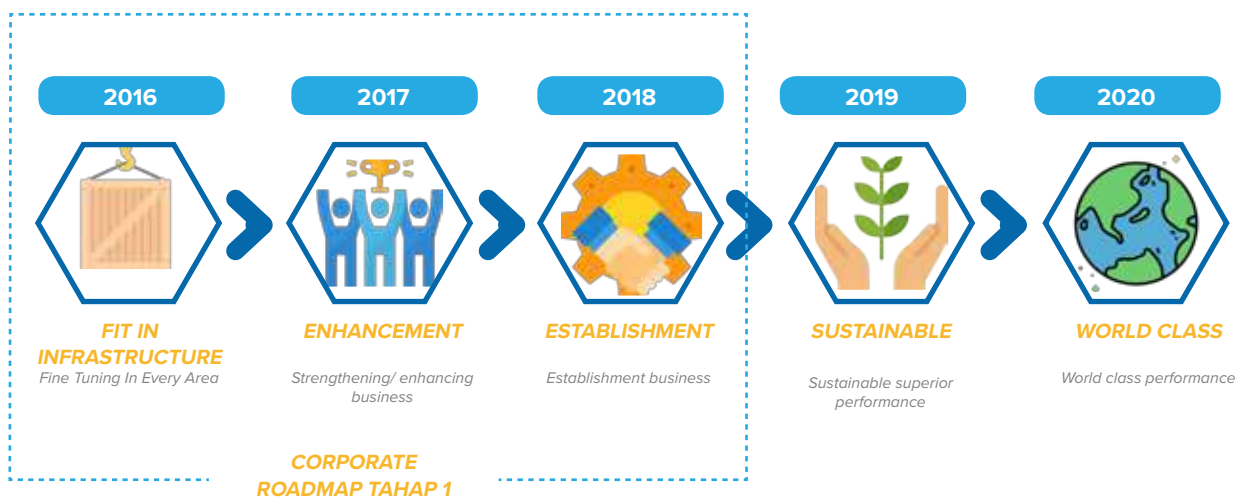 2016
2017
2018
2019
2020
FIT IN
INFRASTRUCTURE
Fine Tuning In Every Area
ENHANCEMENT
Strengthening/ enhancing
business
ESTABLISHMENT
Establishment business
SUSTAINABLE
Sustainable superior
performance
WORLD CLASS
World class performance
CORPORATE
ROADMAP TAHAP 1